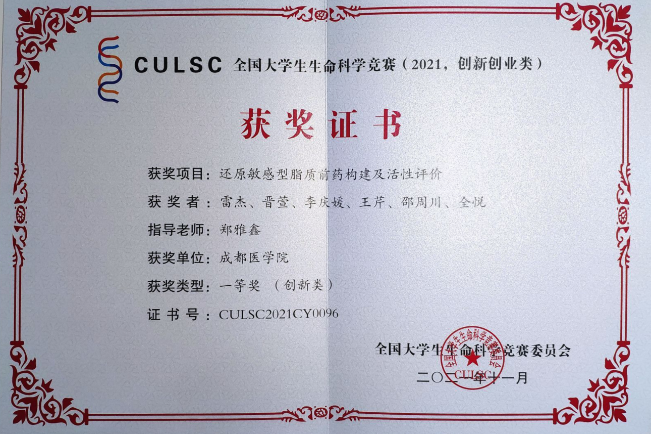 CULSC 全国大学生生命科学竞赛（2021，创新创业类）
获奖证书
获奖项目：还原敏感型脂质前药构建及活性评价
获奖者：雷杰、晋萱、李庆媛、王芹、邵周川、全悦
指导老师：郑雅鑫
获奖单位：成都医学院
获奖类型：一等奖（创新类）
证书号：CULSC2021CY0096
全国大学生生命科学竞赛委员会
二〇二一年十一月
CULSC